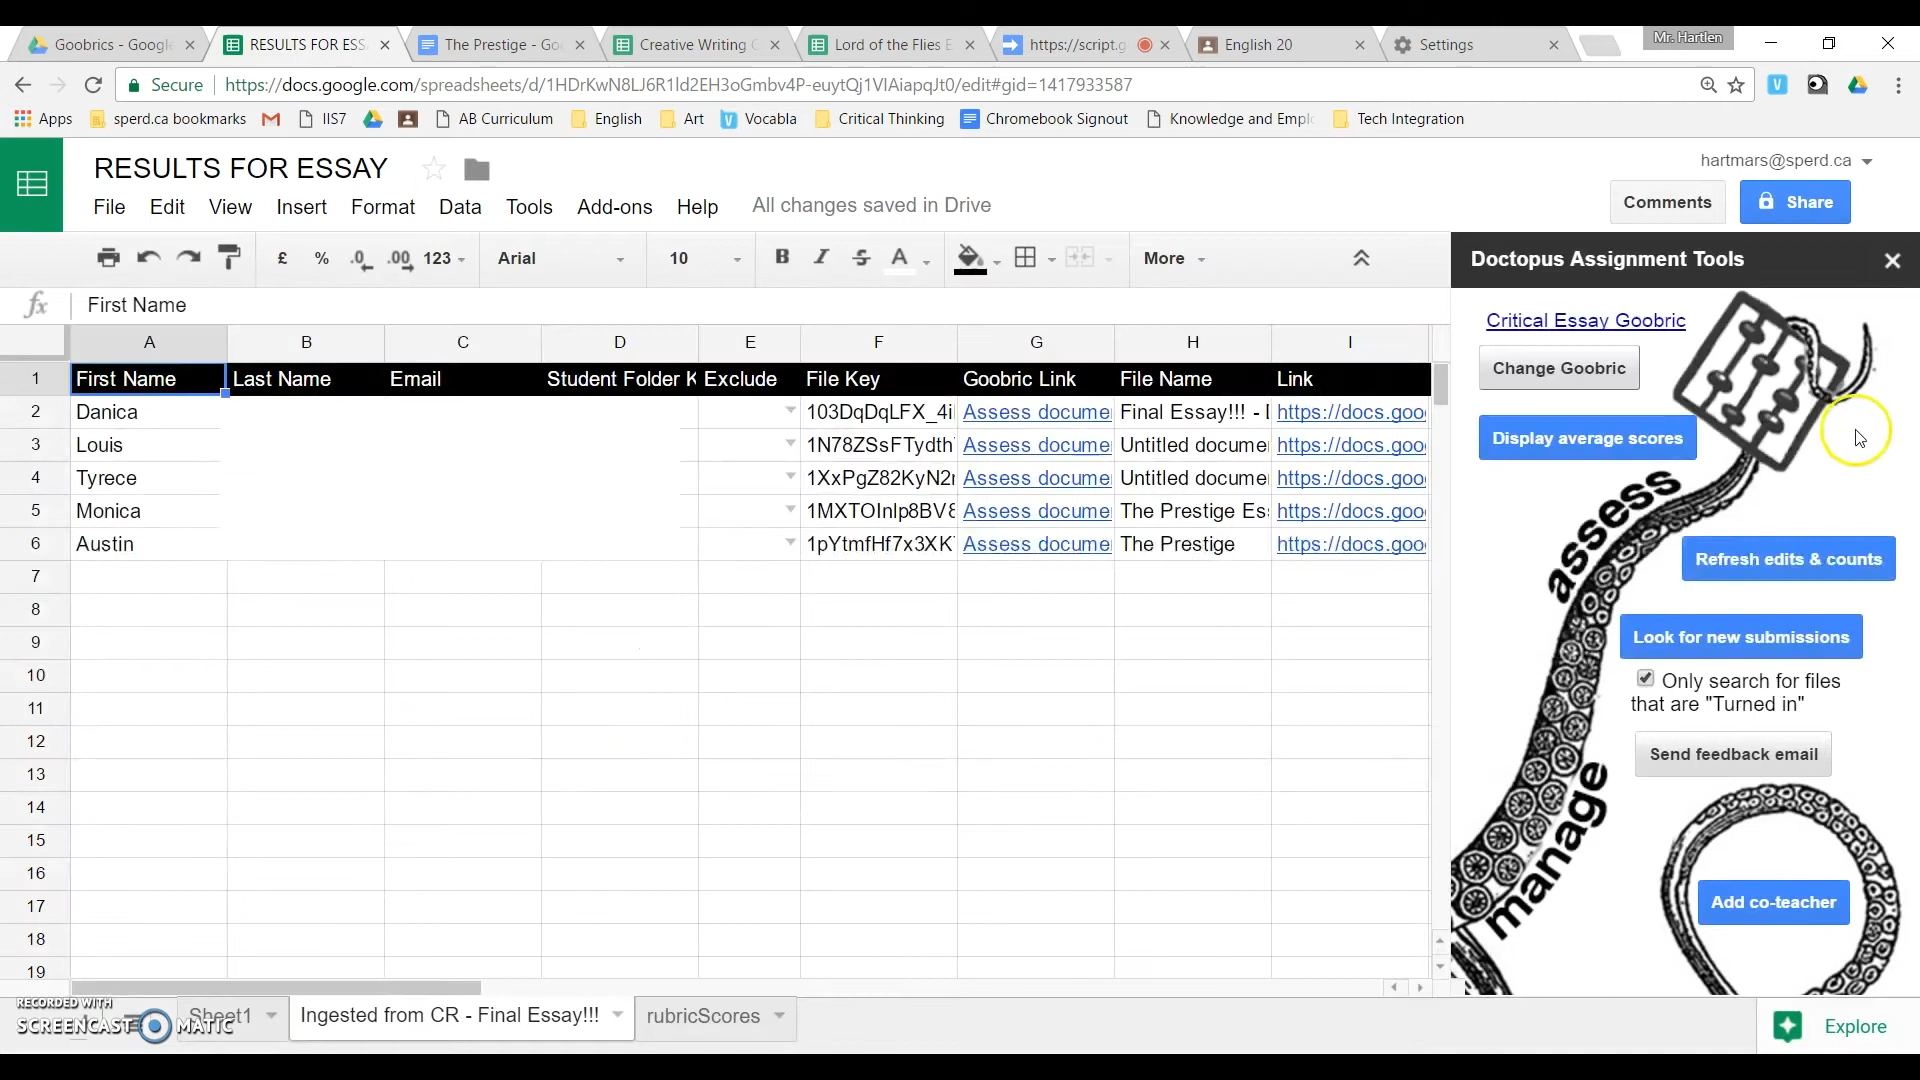 Goobrics - Google
RESULTS FOR ESS
The Prestige - Go
Creative Writing G
Lord of the Flies E
https://script.g
English 20
Settings
Mr. Hartlen
Secure https://docs.google.com/spreadsheets/d/1HDrKwN8LJ6R1ld2EH3oGmbv4P-euytQj1VIAiapqJt0/edit#gid=1417933587
Apps sperd.ca bookmarks IIS7 AB Curriculum English Art Vocabla Critical Thinking Chromebook Signout Knowledge and Emplo Tech Integration
RESULTS FOR ESSAY
hartmars@sperd.ca
File Edit View Insert Format Data Tools Add-ons Help All changes saved in Drive
Comments Share
£ % .0 .00 123 Arial 10 B I S A More
Doctopus Assignment Tools
fx First Name
A B C D E F G H I
1 First Name Last Name Email Student Folder K Exclude File Key Goobric Link File Name Link
2 Danica 103DqDqLFX_4i Assess docume Final Essay!!! - https://docs.goo
3 Louis 1N78ZSsFTydth Assess docume Untitled docume https://docs.goo
4 Tyrece 1XxPgZ82KyN2 Assess docume Untitled docume https://docs.goo
5 Monica 1MXTOInIp8BV8 Assess docume The Prestige Es https://docs.goo
6 Austin 1pYtmfHf7x3XK Assess docume The Prestige https://docs.goo
7
8
9
10
11
12
13
14
15
16
17
18
19
Critical Essay Goobric
Change Goobric
Display average scores
assess
Refresh edits & counts
Look for new submissions
Only search for files
that are "Turned in"
Send feedback email
manage
Add co-teacher
Sheet1 Ingested from CR - Final Essay!!! rubricScores
Explore
RECORDED WITH
SCREENCAST MATIC